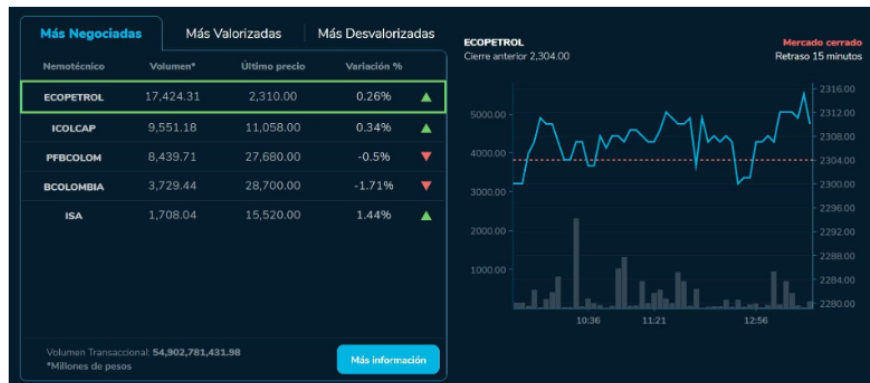 Más Negociadas Más Valorizadas Más Desvalorizadas
Nemotécnico Volumen* Último precio Variación %
ECOPETROL 17,424.31 2,310.00 0.26%
ICOLCAP 9,551.18 11,058.00 0.34%
PFBCOLOM 8,439.71 27,680.00 -0.5%
BCOLOMBIA 3,729.44 28,700.00 -1.71%
ISA 1,708.04 15,520.00 1.44%
Volumen Transaccional: 54,902,781,431.98
*Millones de pesos
Más información
ECOPETROL Mercado cerrado
Cierre anterior 2,304.00 Retraso 15 minutos
2316.00
5000.00 2312.00
2308.00
4000.00 2304.00
3000.00 2300.00
2296.00
2000.00 2292.00
2288.00
1000.00 2284.00
2280.00
10:36 11:21 12:56